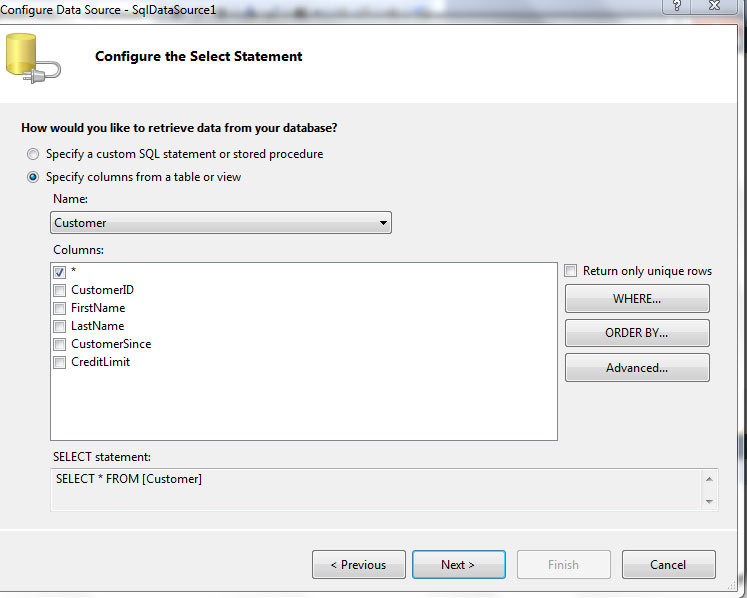 Configure Data Source - SqlDataSource1
?
Configure the Select Statement
How would you like to retrieve data from your database?
Specify a custom SQL statement or stored procedure
Specify columns from a table or view
Name:
Customer
Columns:
*
Return only unique rows
CustomerID
WHERE...
FirstName
LastName
ORDER BY...
CustomerSince
CreditLimit
Advanced...
SELECT statement:
SELECT * FROM [Customer]
< Previous
Next >
Finish
Cancel